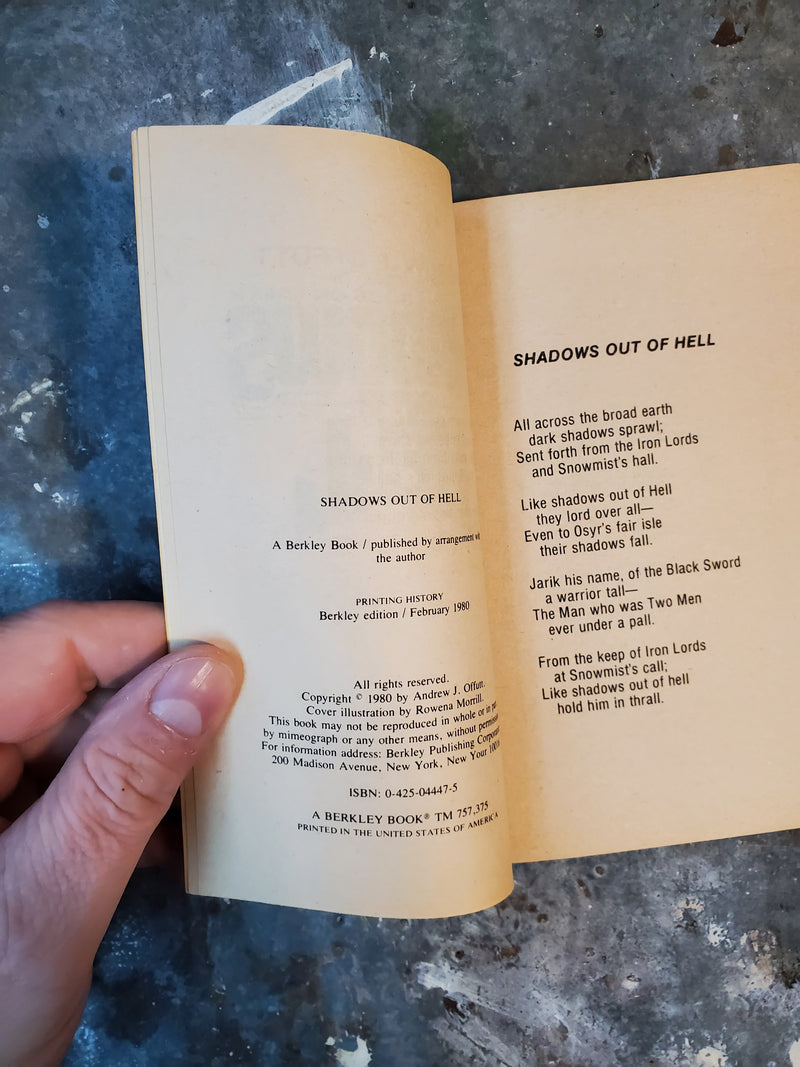 SHADOWS OUT OF HELL
A Berkley Book / published by arrangement
the author
PRINTING HISTORY
Berkley edition / February 1980
All rights reserved.
Copyright © 1980 by Andrew J. Offutt.
Cover illustration by Rowena Morrill.
This book may not be reproduced in whole or in
by mimeograph or any other means, without
For information address: Berkley Publishing
200 Madison Avenue, New York, New York
ISBN: 0-425-04447-5
A BERKLEY BOOK® TM 757,375
PRINTED IN THE UNITED STATES OF AMERICA
SHADOWS OUT OF HELL
All across the broad earth
dark shadows sprawl;
Sent forth from the Iron Lords
and Snowmist's hall.
Like shadows out of Hell
they lord over all—
Even to Osyr's fair isle
their shadows fall.
Jarik his name, of the Black Sword
a warrior tall—
The Man who was Two Men
ever under a pall.
From the keep of Iron Lords
at Snowmist's call;
Like shadows out of hell
hold him in thrall.